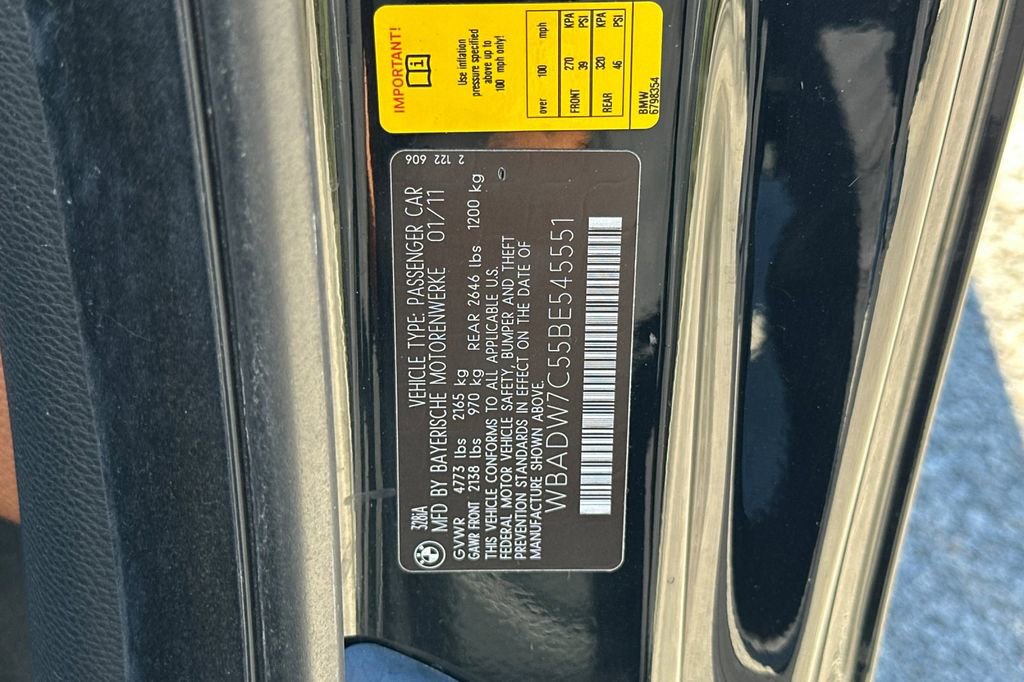 IMPORTANT!
Use inflation
pressure specified
above up to
100 mph only!
over 100 mph
FRONT 270 KPA
39 PSI
REAR 320 KPA
46 PSI
BMW
6798354
2 122 606
328iA VEHICLE TYPE: PASSENGER CAR
MFD BY BAYERISCHE MOTORENWERKE 01/11
GVWR 4773 lbs 2165 kg
GAWR FRONT 2138 lbs 970 kg REAR 2646 lbs 1200 kg
THIS VEHICLE CONFORMS TO ALL APPLICABLE U.S.
FEDERAL MOTOR VEHICLE SAFETY, BUMPER AND THEFT
PREVENTION STANDARDS IN EFFECT ON THE DATE OF
MANUFACTURE SHOWN ABOVE.
WBADW7C55BE545551